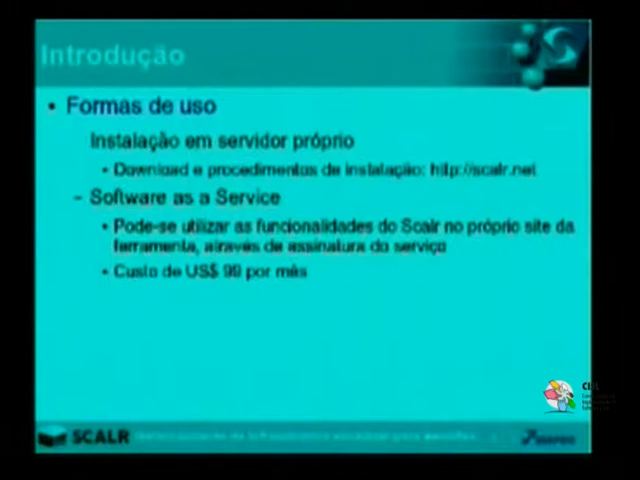 Introdução
• Formas de uso
Instalação em servidor próprio
• Download e procedimentos de instalação: http://scalr.net
– Software as a Service
• Pode-se utilizar as funcionalidades do Scalr no próprio site da
ferramenta, através de assinatura do serviço
• Custo de US$ 99 por mês
SCALR